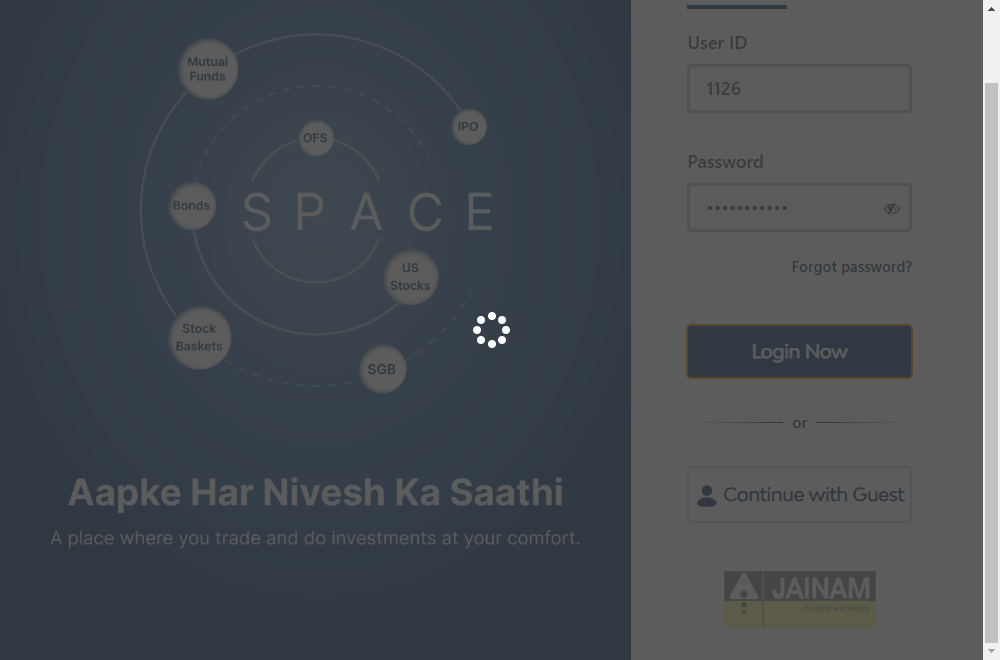 Mutual
Funds
IPO
OFS
Bonds
SPACE
US
Stocks
Stock
Baskets
SGB
Aapke Har Nivesh Ka Saathi
A place where you trade and do investments at your comfort.
User ID
1126
Password
•••••••••••
Forgot password?
Login Now
or
Continue with Guest
JAINAM
Prosperity with Security